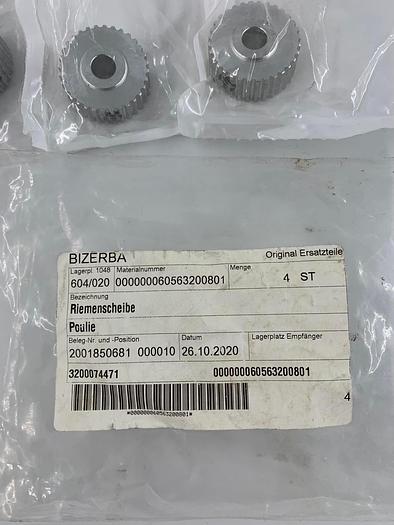 BIZERBA Original Ersatzteile
Lagerpl. 1048 Materialnummer Menge
604/020 000000060563200801 4 ST
Bezeichnung
Riemenscheibe
Poulie
Beleg-Nr. und -Position Datum Lagerplatz Empfänger
2001850681 000010 26.10.2020
3200074471 000000060563200801
*000000060563200801*
4